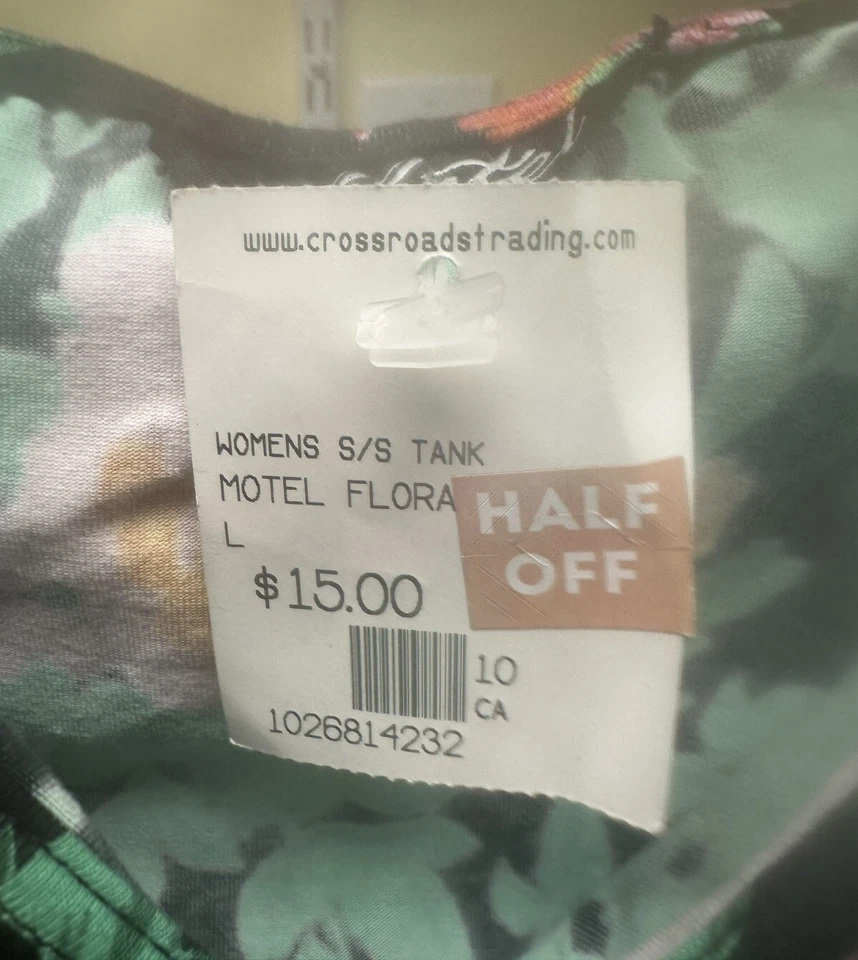 www.crossroadstrading.com
WOMENS S/S TANK
MOTEL FLORA
L
HALF
OFF
$15.00
10
CA
1026814232